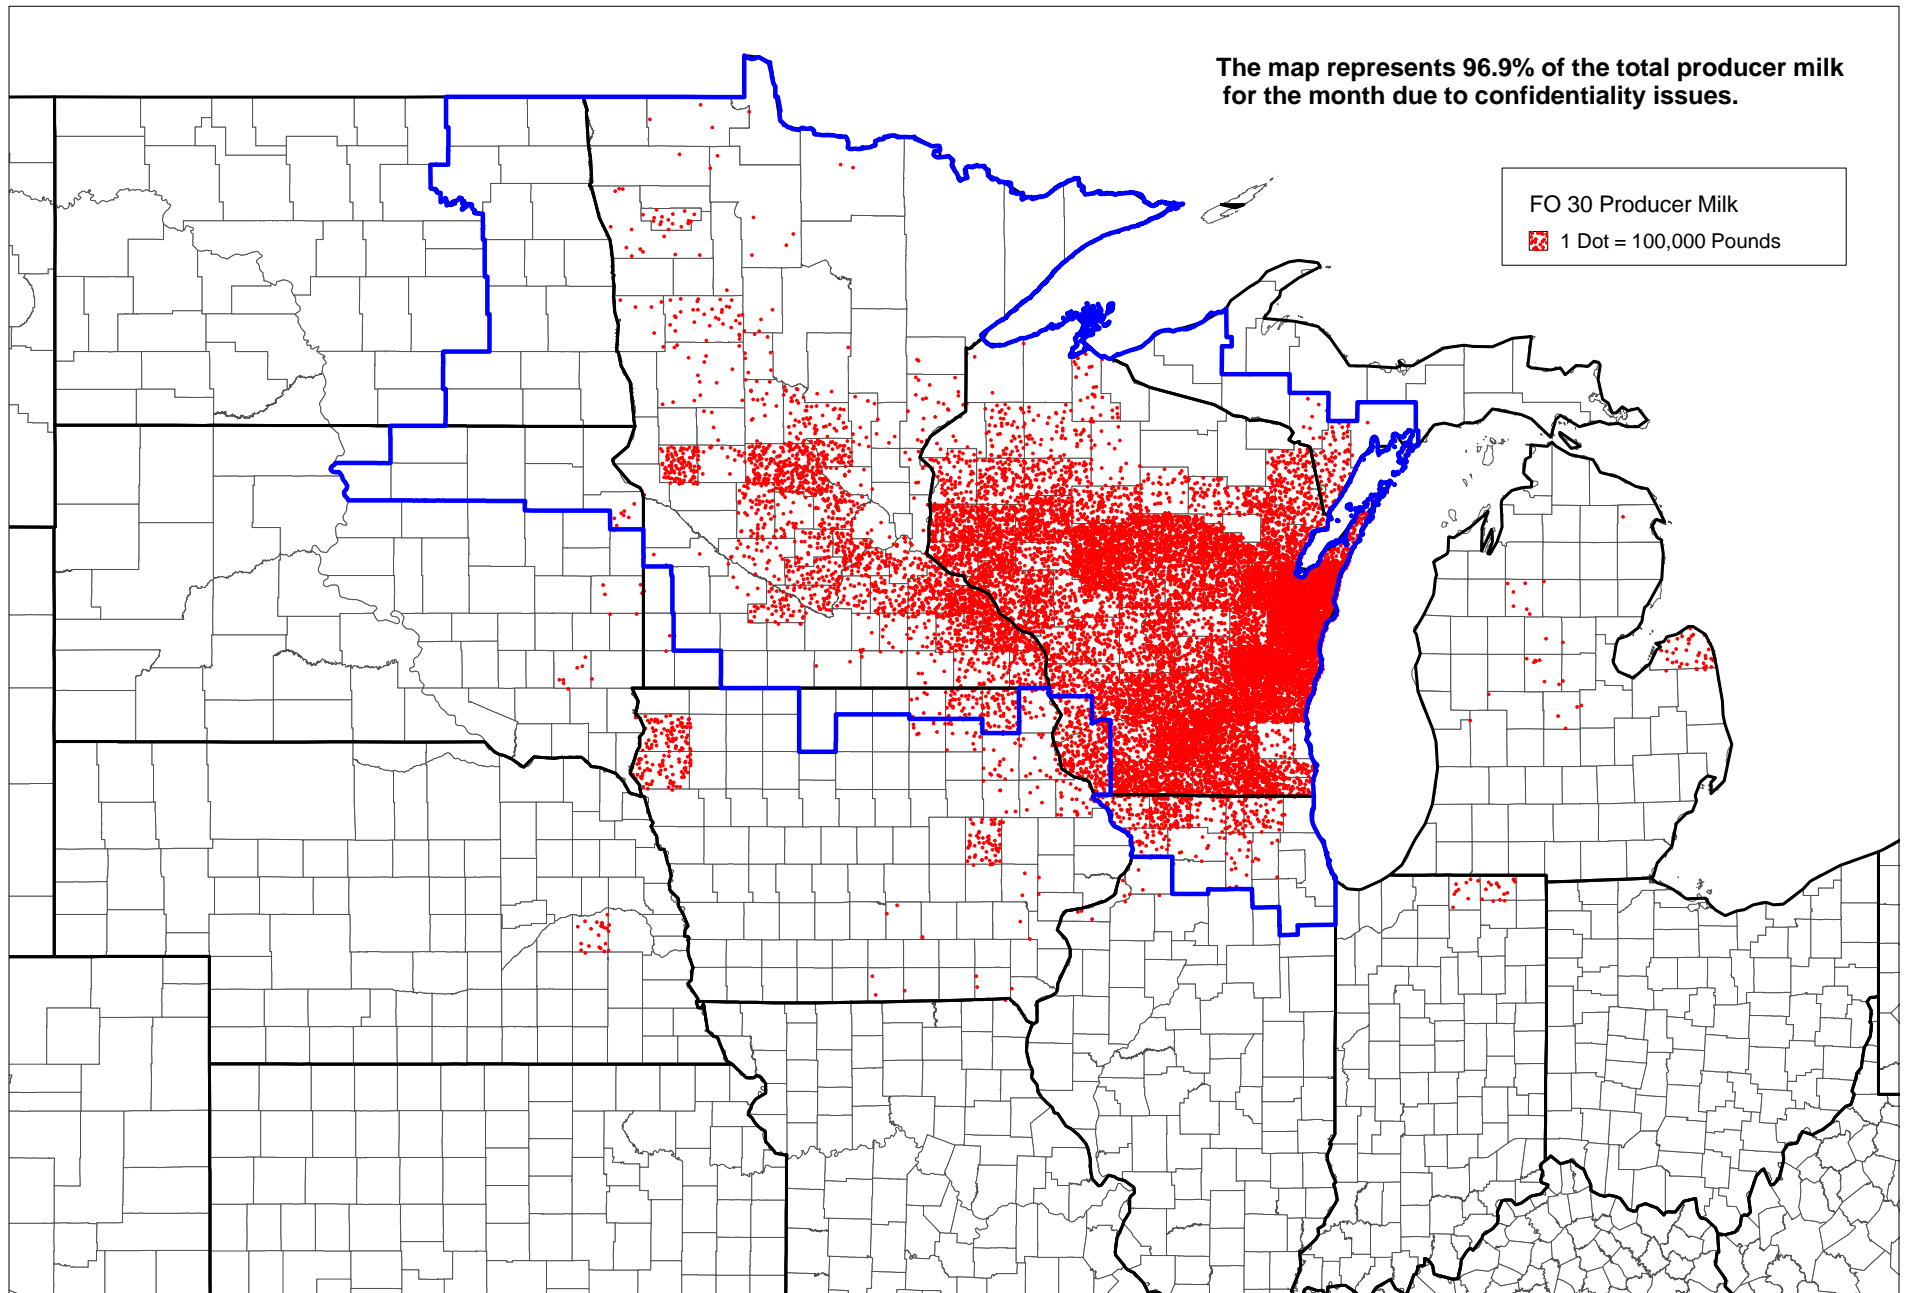 The map represents 96.9% of the total producer milk
for the month due to confidentiality issues.
FO 30 Producer Milk
1 Dot = 100,000 Pounds